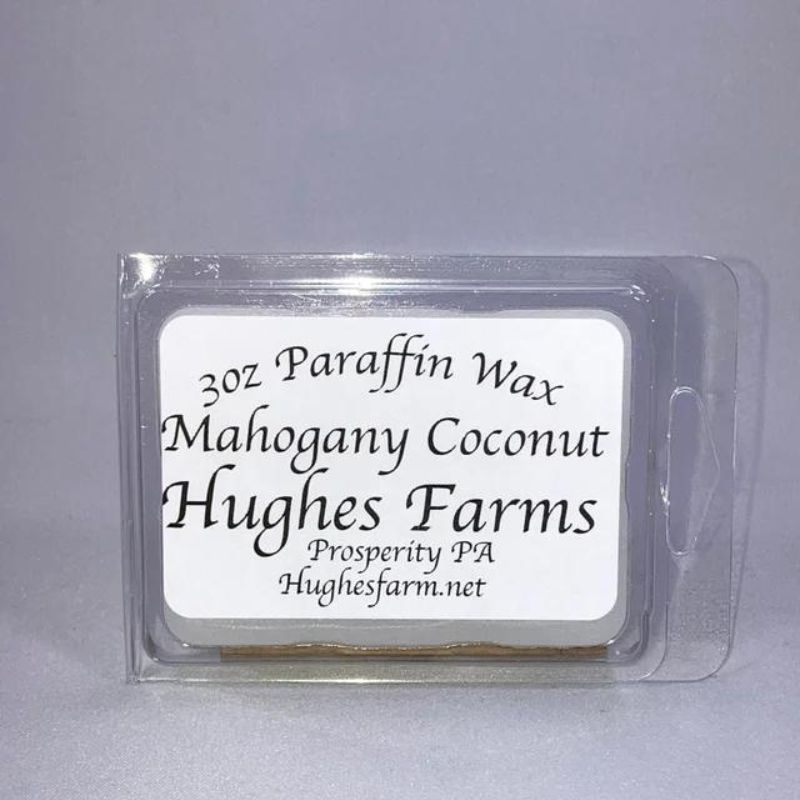 3oz Paraffin Wax
Mahogany Coconut
Hughes Farms
Prosperity PA
Hughesfarm.net